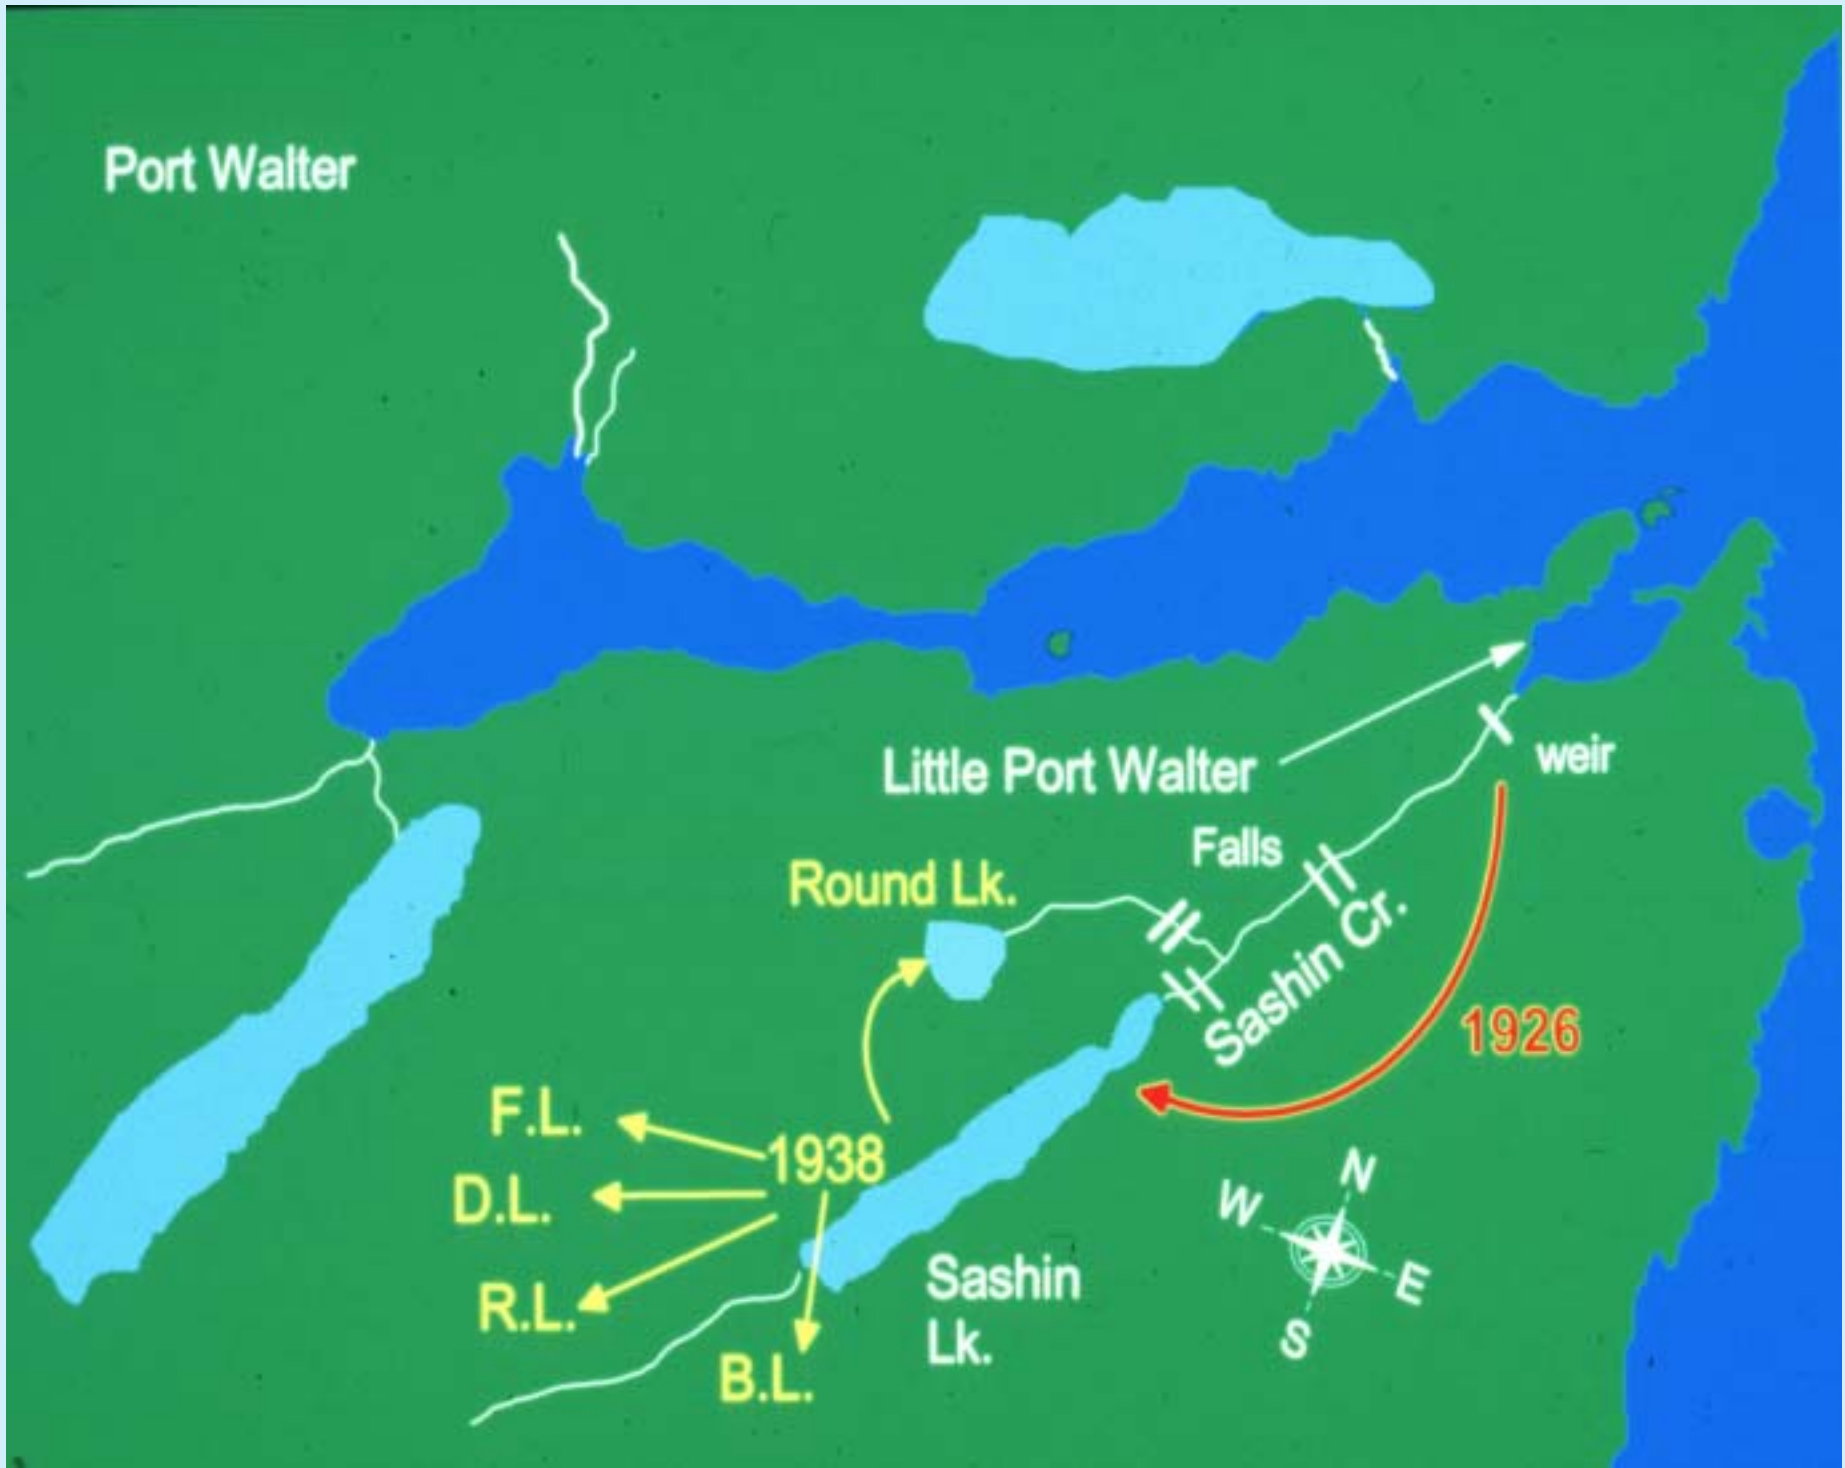 Port Walter
Little Port Walter
weir
Falls
Round Lk.
Sashin Cr.
1926
F.L.
1938
D.L.
R.L.
B.L.
Sashin
Lk.
N
W
E
S